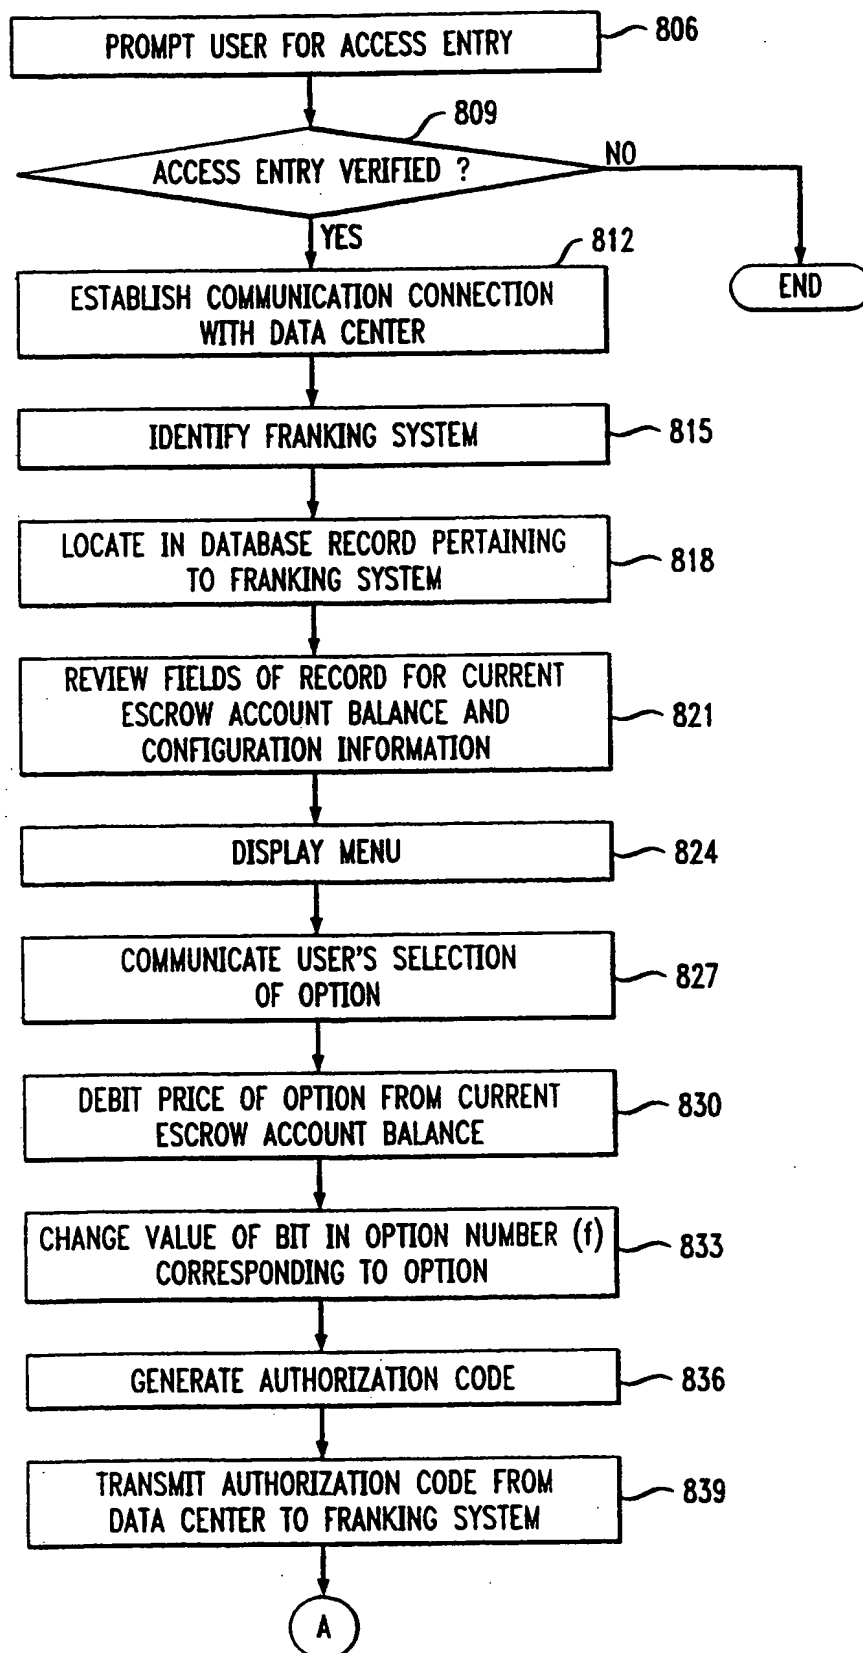 PROMPT USER FOR ACCESS ENTRY
806
809
ACCESS ENTRY VERIFIED ?
NO
YES
812
END
ESTABLISH COMMUNICATION CONNECTION
WITH DATA CENTER
IDENTIFY FRANKING SYSTEM
815
LOCATE IN DATABASE RECORD PERTAINING
TO FRANKING SYSTEM
818
REVIEW FIELDS OF RECORD FOR CURRENT
ESCROW ACCOUNT BALANCE AND
CONFIGURATION INFORMATION
821
DISPLAY MENU
824
COMMUNICATE USER'S SELECTION
OF OPTION
827
DEBIT PRICE OF OPTION FROM CURRENT
ESCROW ACCOUNT BALANCE
830
CHANGE VALUE OF BIT IN OPTION NUMBER (f)
CORRESPONDING TO OPTION
833
GENERATE AUTHORIZATION CODE
836
TRANSMIT AUTHORIZATION CODE FROM
DATA CENTER TO FRANKING SYSTEM
839
A